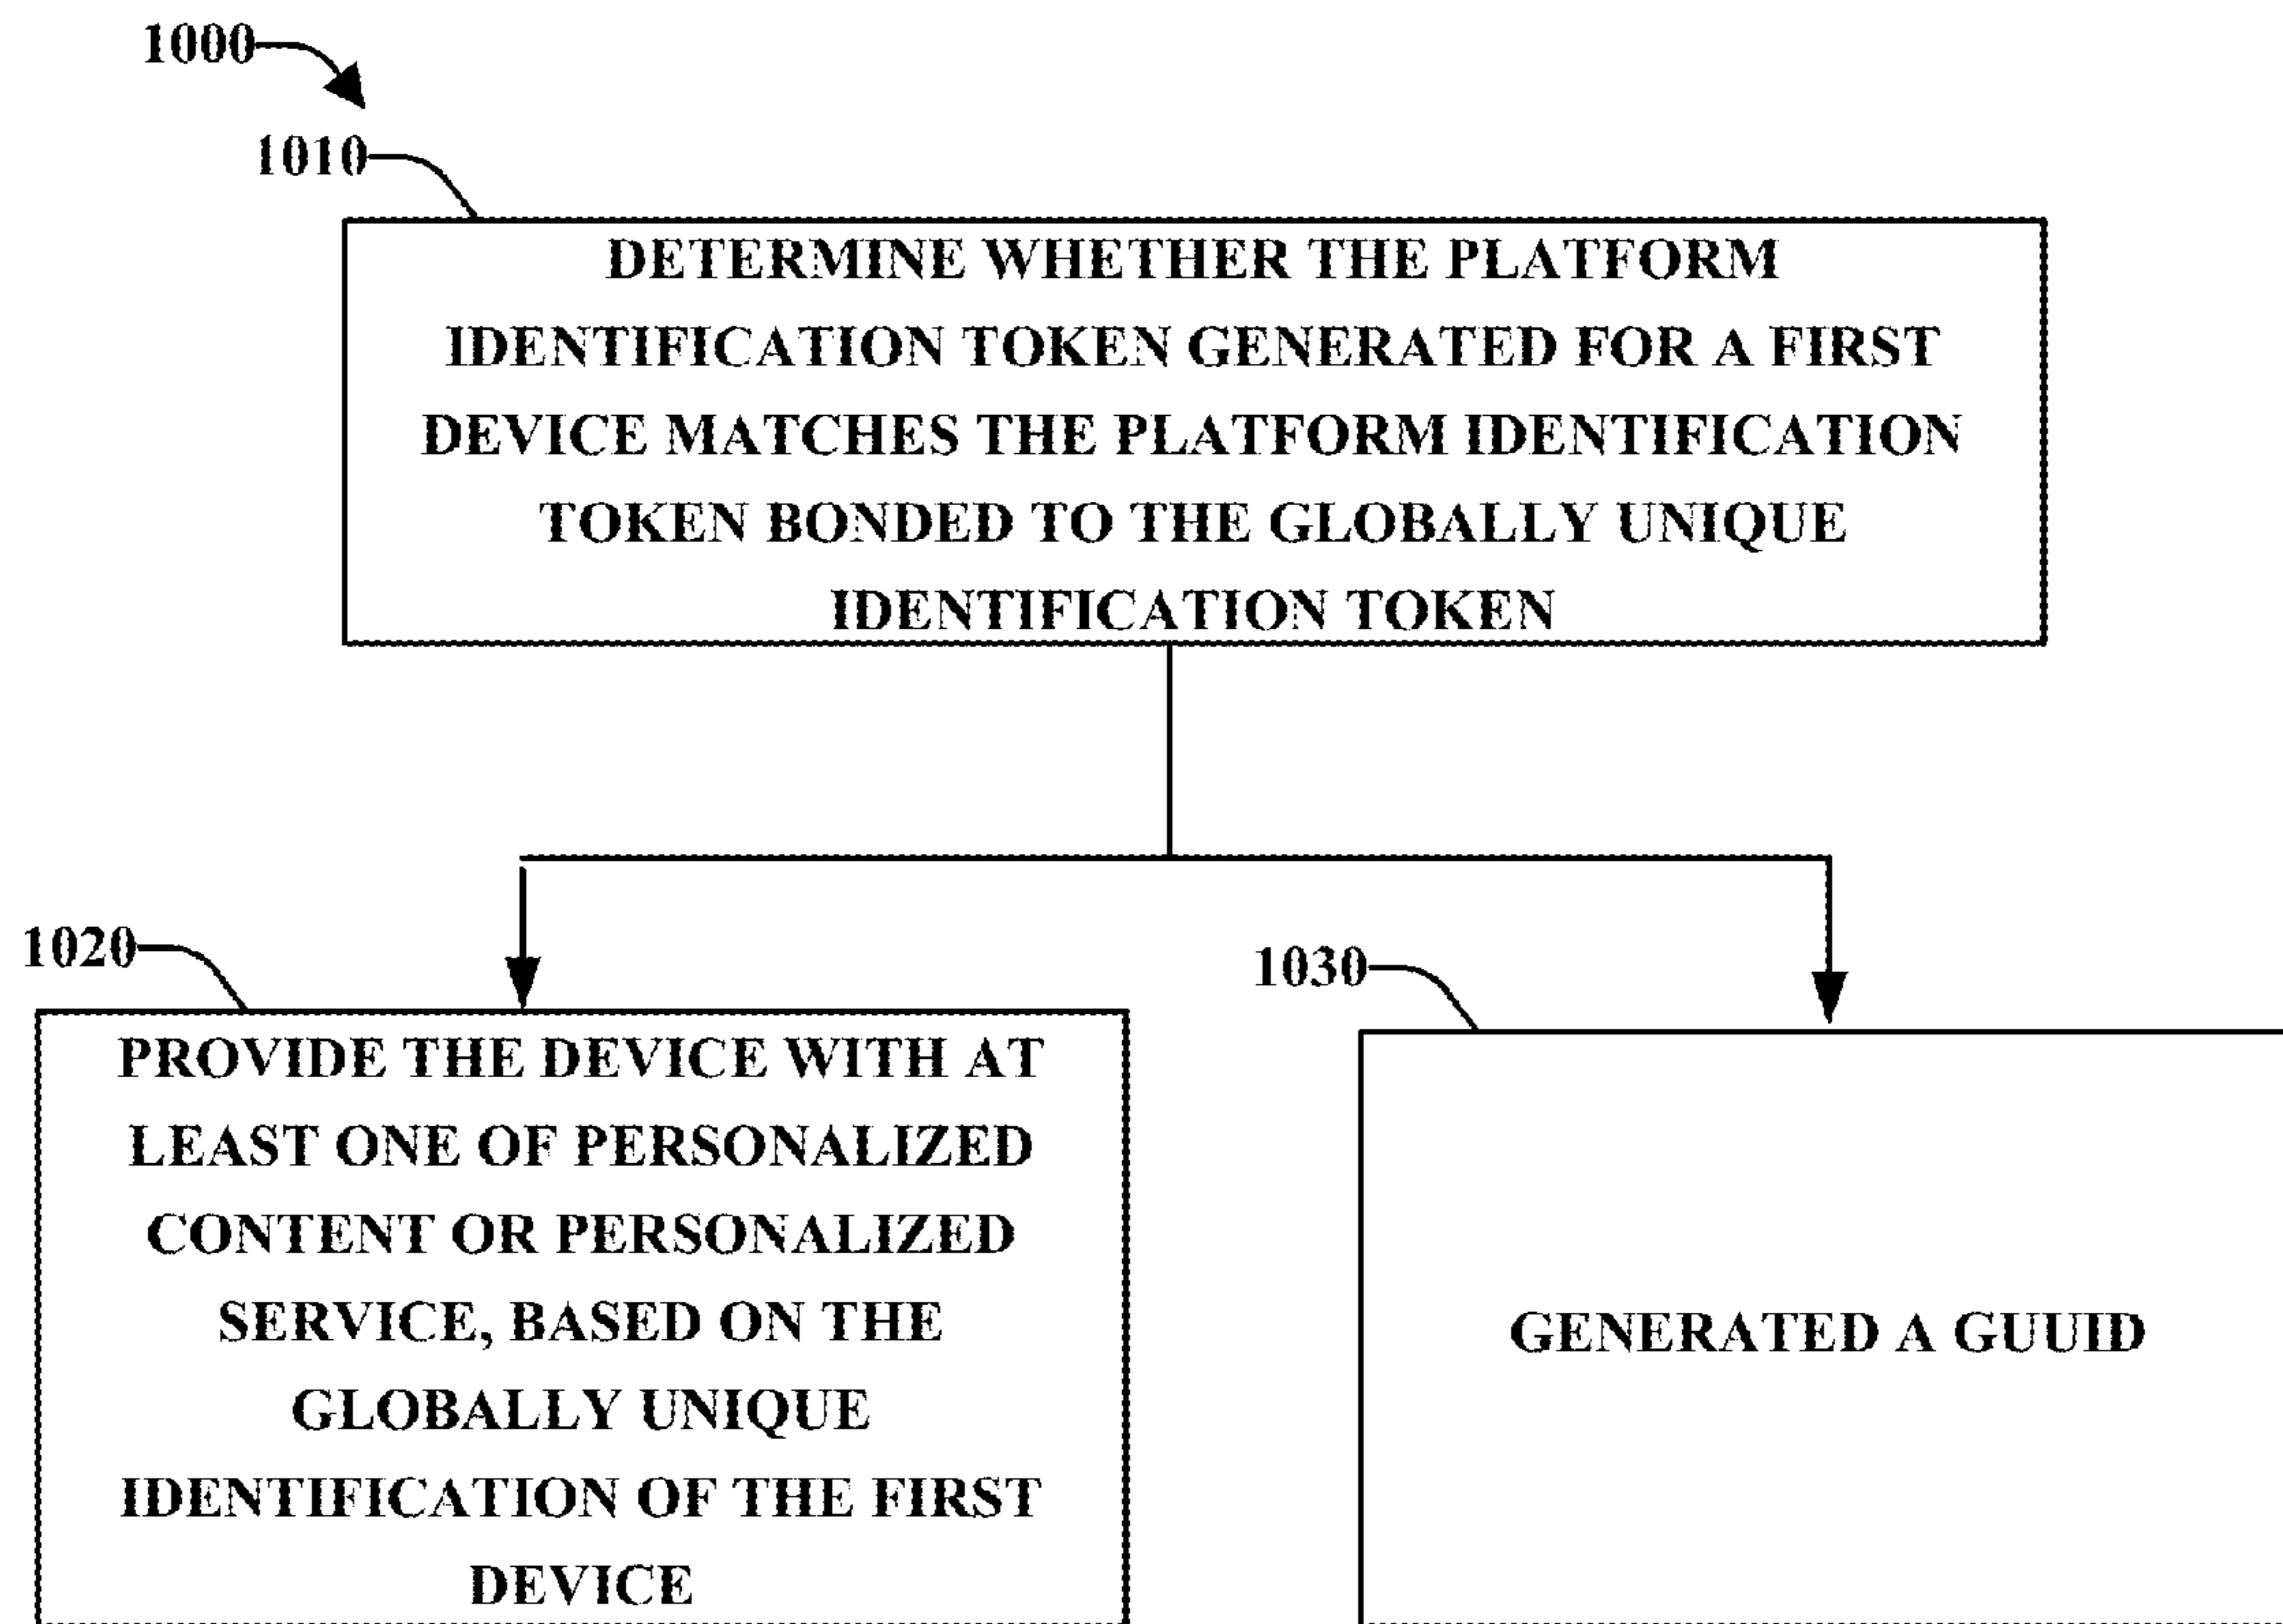 1000
1010
DETERMINE WHETHER THE PLATFORM
IDENTIFICATION TOKEN GENERATED FOR A FIRST
DEVICE MATCHES THE PLATFORM IDENTIFICATION
TOKEN BONDED TO THE GLOBALLY UNIQUE
IDENTIFICATION TOKEN
1020
PROVIDE THE DEVICE WITH AT
LEAST ONE OF PERSONALIZED
CONTENT OR PERSONALIZED
SERVICE, BASED ON THE
GLOBALLY UNIQUE
IDENTIFICATION OF THE FIRST
DEVICE
1030
GENERATED A GUUID